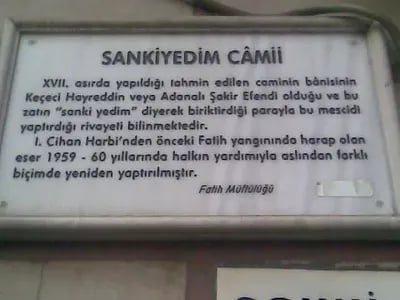 SANKİYEDİM CÂMİİ
XVII. asırda yapıldığı tahmin edilen caminin bânisinin
Keçeci Hayreddin veya Adanalı Şakir Efendi olduğu ve bu
zatın "sanki yedim" diyerek biriktirdiği parayla bu mescidi
yaptırdığı rivayeti bilinmektedir.
I. Cihan Harbi'nden önceki Fatih yangınında harap olan
eser 1959 - 60 yıllarında halkın yardımıyla aslından farklı
biçimde yeniden yaptırılmıştır.
Fatih Müftülüğü